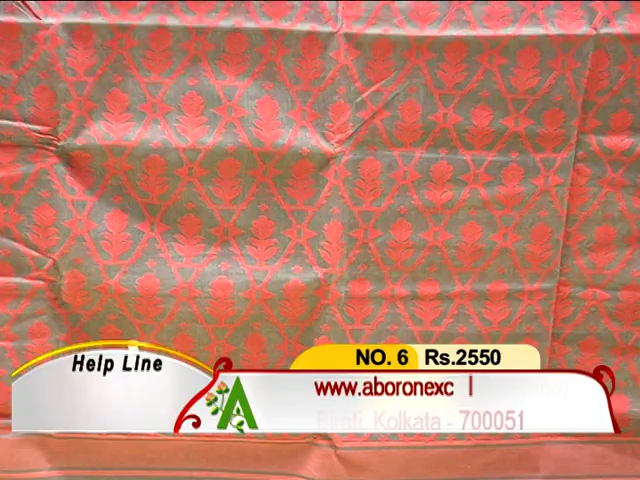 NO. 6 Rs.2550
Help Line
www.aboronexc
A
Birati, Kolkata - 700051